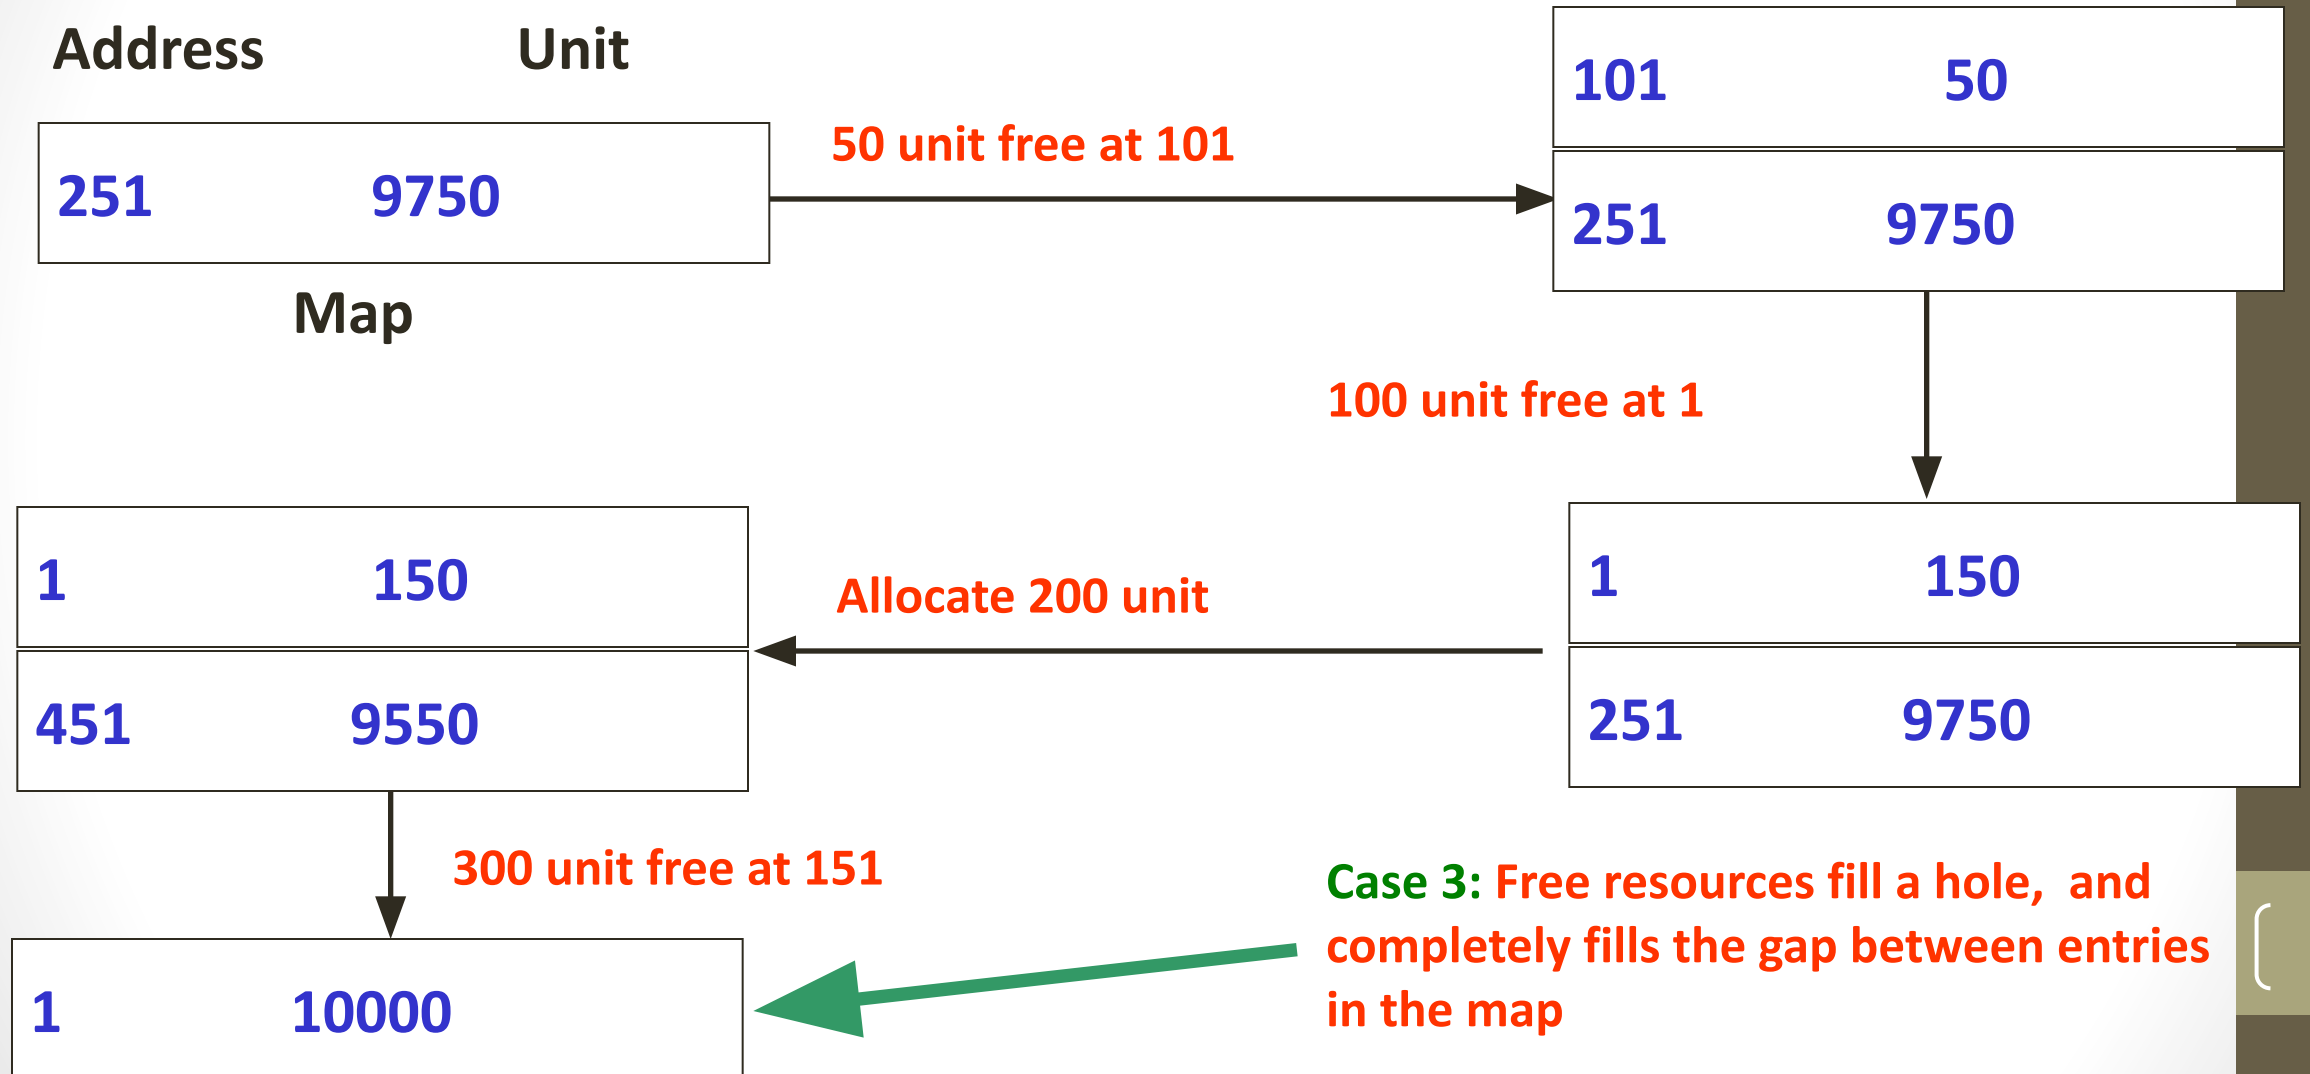 Address Unit
251 9750
Map
50 unit free at 101
101 50
251 9750
100 unit free at 1
1 150
251 9750
Allocate 200 unit
1 150
451 9550
300 unit free at 151
1 10000
Case 3: Free resources fill a hole, and
completely fills the gap between entries
in the map